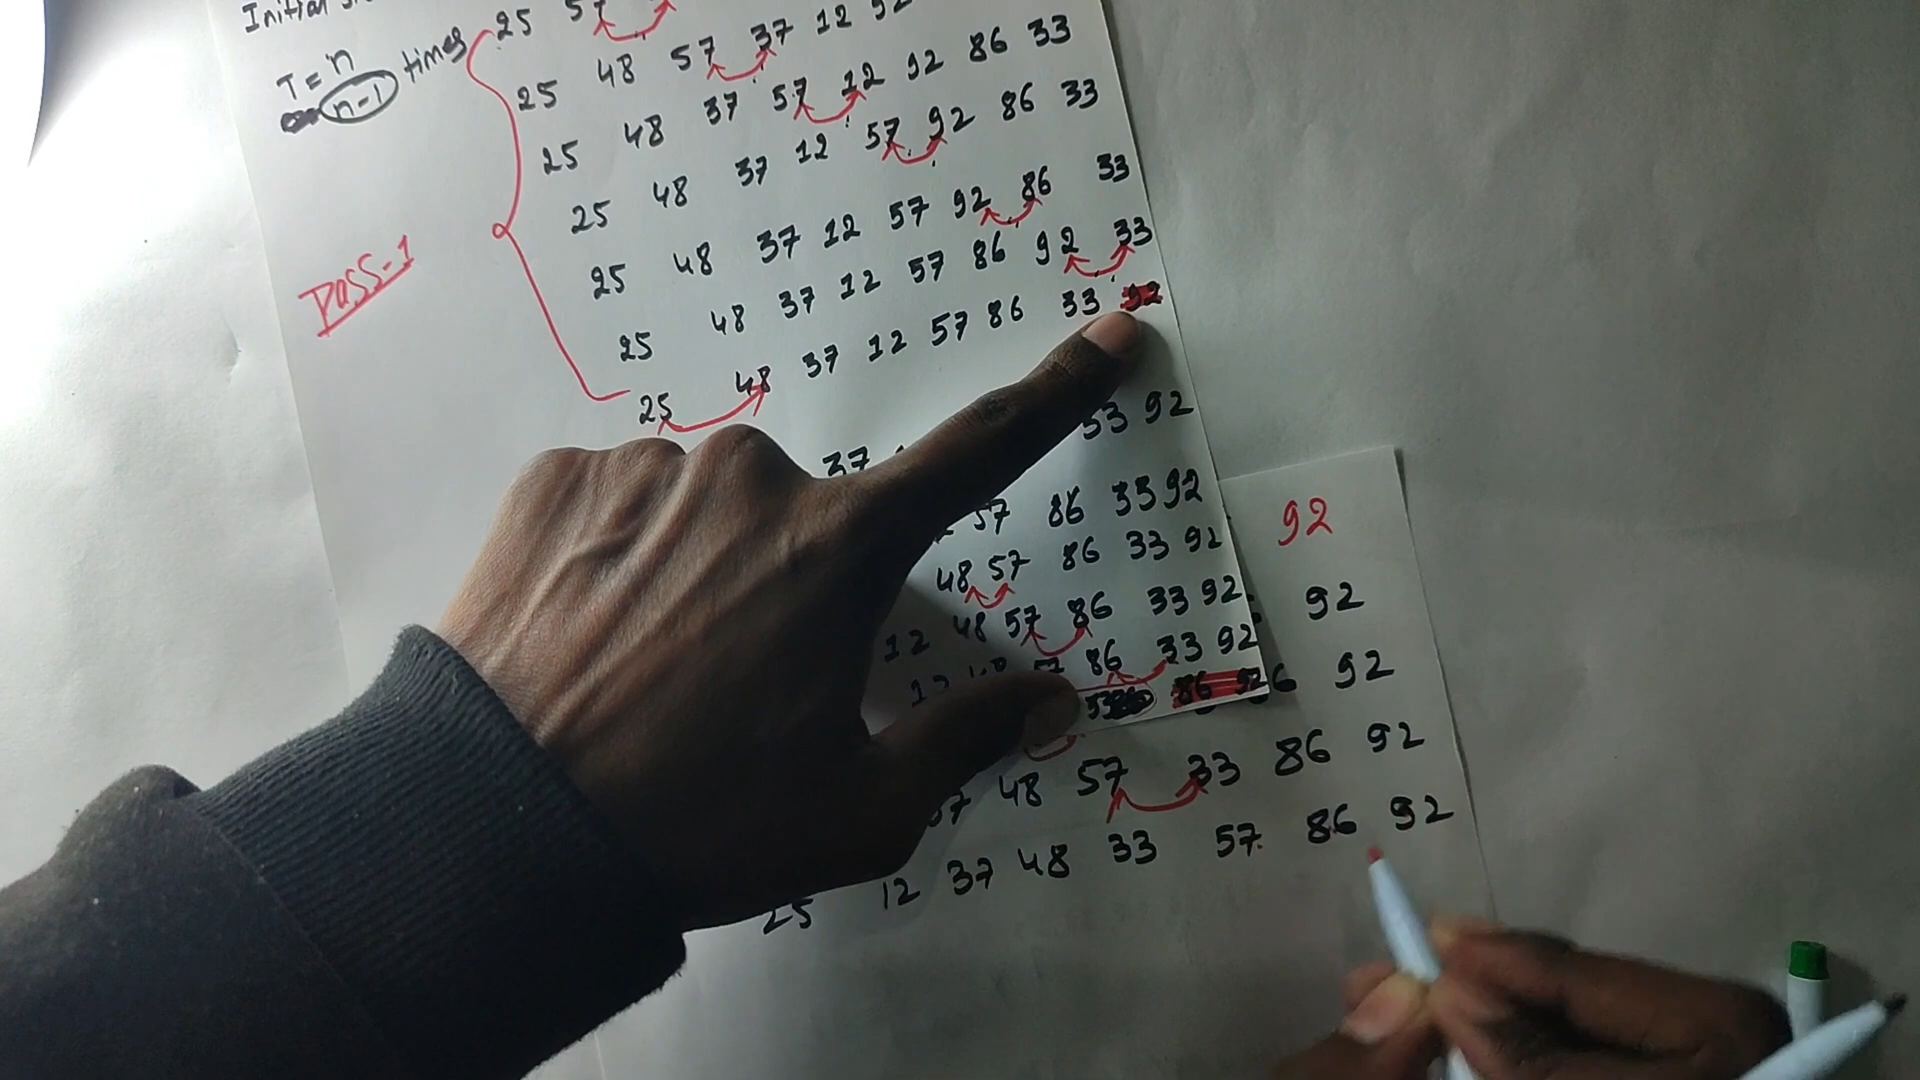 Initial
25 57
T = n
n-1 times
25 48 57 37 12 92
25 48 37 57 12 92 86 33
25 48 37 12 57 92 86 33
25 48 37 12 57 92 86 33
Pass-1
25 48 37 12 57 86 92 33
25 48 37 12 57 86 33 92
37 33 92
57 86 33 92
48 57 86 33 92
12 48 57 86 33 92
12 86 33 92
86 92
92
92
6 92
37 48 57 33 86 92
25 12 37 48 33 57 86 92